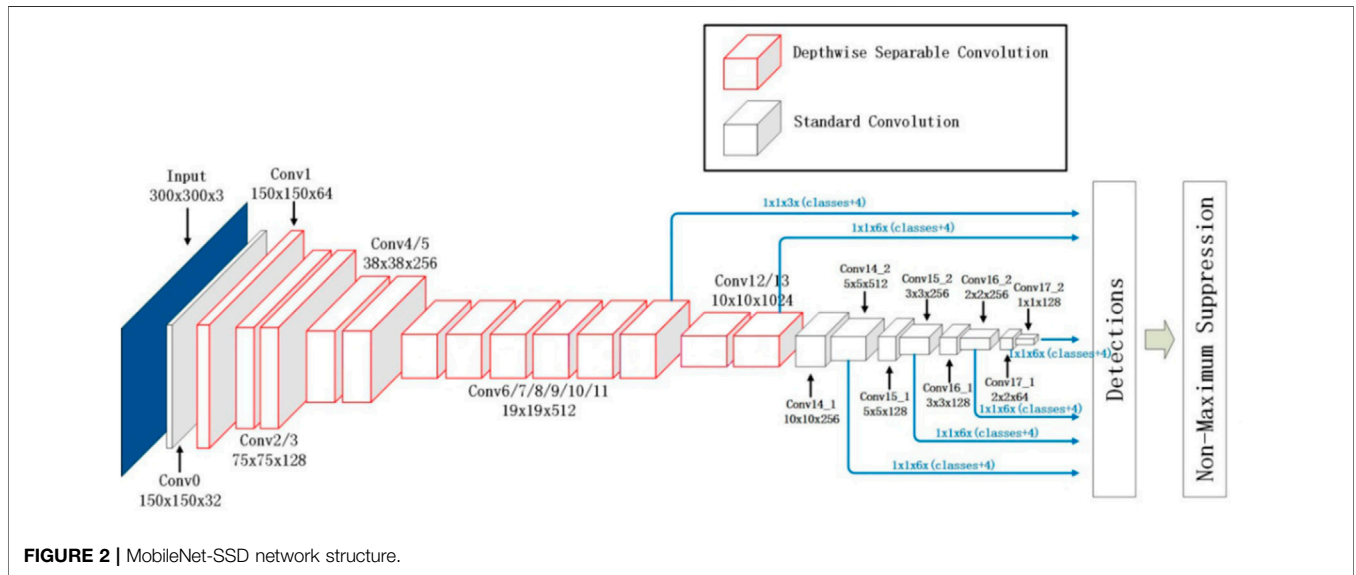 Depthwise Separable Convolution
Standard Convolution
Input
300x300x3
Conv1
150x150x64
Conv4/5
38x38x256
Conv12/13
10x10x1024
Conv14_2
5x5x512
Conv15_2
3x3x256
Conv16_2
2x2x256
Conv17_2
1x1x128
1x1x3x(classes+4)
1x1x6x(classes+4)
1x1x6x(classes+4)
1x1x6x(classes+4)
1x1x6x(classes+4)
1x1x6x(classes+4)
Conv0
150x150x32
Conv2/3
75x75x128
Conv6/7/8/9/10/11
19x19x512
Conv14_1
10x10x256
Conv15_1
5x5x128
Conv16_1
3x3x128
Conv17_1
2x2x64
Detections
Non-Maximum Suppression
FIGURE 2 | MobileNet-SSD network structure.